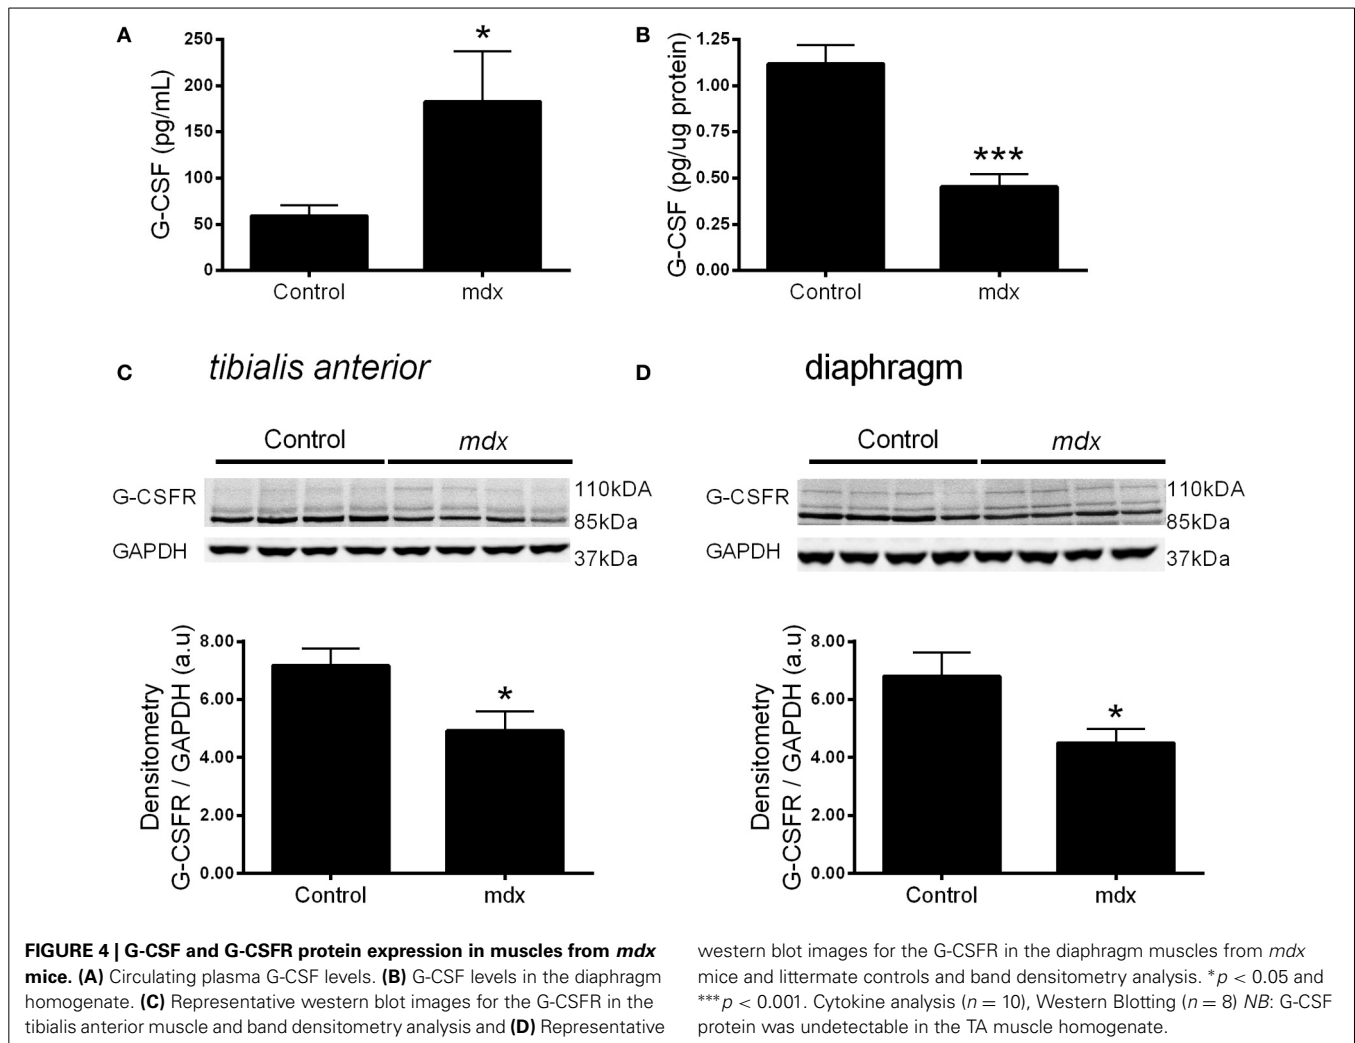 A
250
200
150
100
50
0
G-CSF (pg/mL)
*
Control
mdx
B
1.25
1.00
0.75
0.50
0.25
0.00
G-CSF (pg/ug protein)
***
Control
mdx
C
tibialis anterior
Control
mdx
G-CSFR
110kDA
85kDa
GAPDH
37kDa
8.00
6.00
4.00
2.00
0.00
Densitometry
G-CSFR / GAPDH (a.u)
*
Control
mdx
D
diaphragm
Control
mdx
G-CSFR
110kDA
85kDa
GAPDH
37kDa
8.00
6.00
4.00
2.00
0.00
Densitometry
G-CSFR / GAPDH (a.u)
*
Control
mdx
FIGURE 4 | G-CSF and G-CSFR protein expression in muscles from mdx
mice. (A) Circulating plasma G-CSF levels. (B) G-CSF levels in the diaphragm
homogenate. (C) Representative western blot images for the G-CSFR in the
tibialis anterior muscle and band densitometry analysis and (D) Representative
western blot images for the G-CSFR in the diaphragm muscles from mdx
mice and littermate controls and band densitometry analysis. *p < 0.05 and
***p < 0.001. Cytokine analysis (n = 10), Western Blotting (n = 8) NB: G-CSF
protein was undetectable in the TA muscle homogenate.